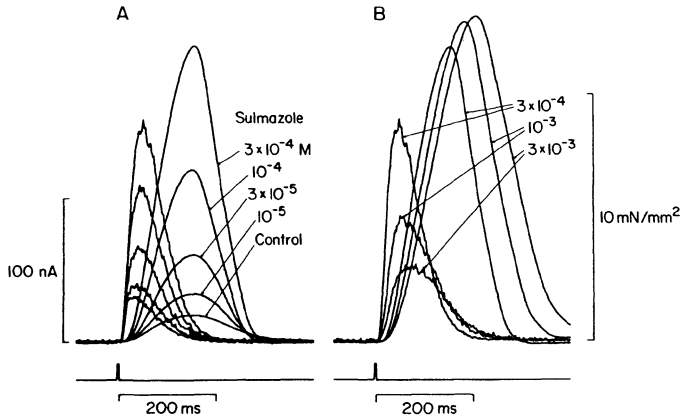 A
B
Sulmazole
3×10⁻⁴ M
10⁻⁴
3×10⁻⁵
10⁻⁵
Control
100 nA
200 ms
3×10⁻⁴
10⁻³
3×10⁻³
10 mN/mm²
200 ms